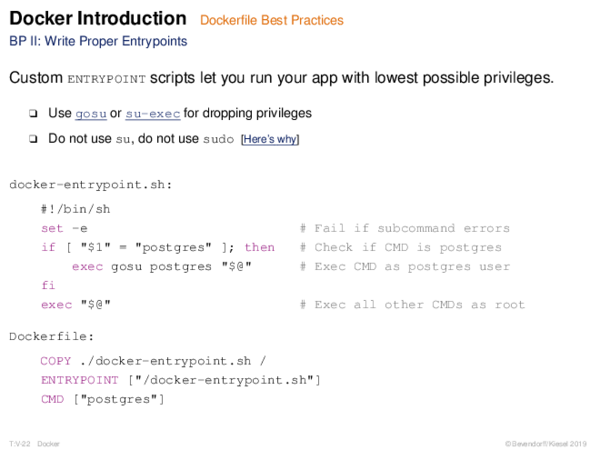 Docker Introduction Dockerfile Best Practices
BP II: Write Proper Entrypoints
Custom ENTRYPOINT scripts let you run your app with lowest possible privileges.
❑ Use gosu or su-exec for dropping privileges
❑ Do not use su, do not use sudo [Here's why]
docker-entrypoint.sh:
#!/bin/sh
set -e # Fail if subcommand errors
if [ "$1" = "postgres" ]; then # Check if CMD is postgres
exec gosu postgres "$@" # Exec CMD as postgres user
fi
exec "$@" # Exec all other CMDs as root
Dockerfile:
COPY ./docker-entrypoint.sh /
ENTRYPOINT ["/docker-entrypoint.sh"]
CMD ["postgres"]
T:V-22 Docker © Bevendorff/Kiesel 2019